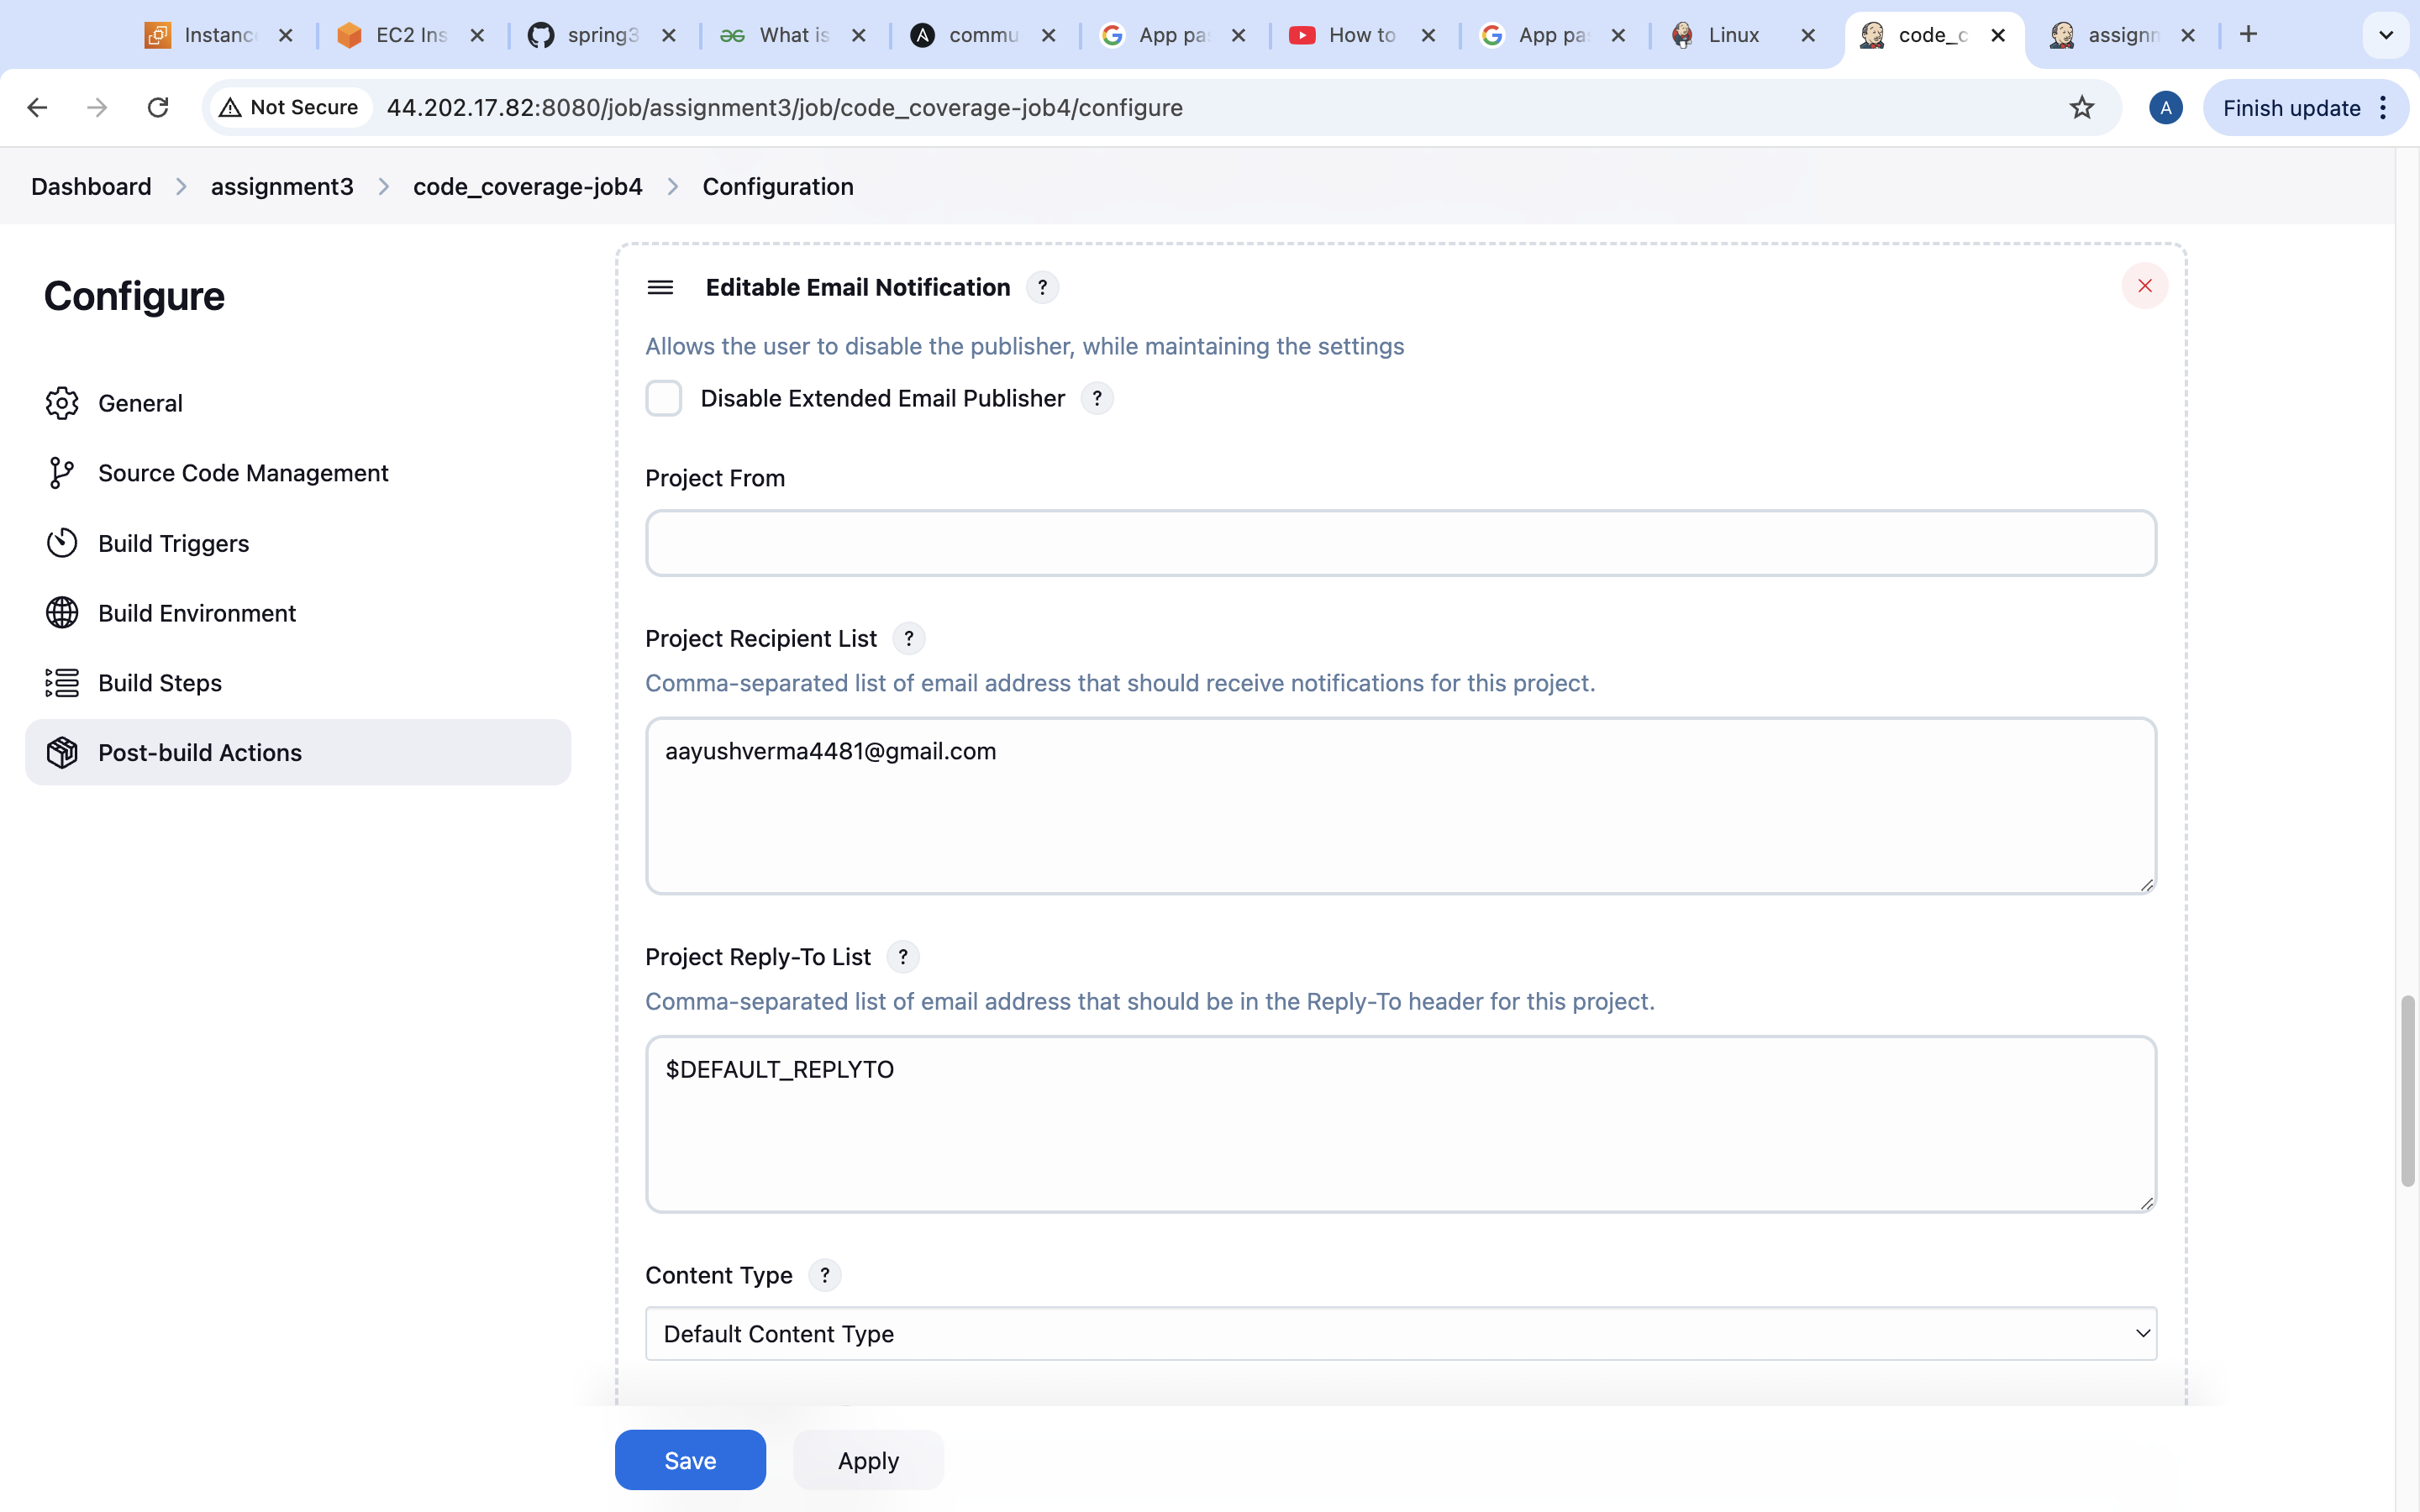 Instanc
EC2 Ins
spring3
What is
commu
App pa
How to
App pa
Linux
code_c
assignm
Not Secure
44.202.17.82:8080/job/assignment3/job/code_coverage-job4/configure
A
Finish update
Dashboard > assignment3 > code_coverage-job4 > Configuration
Configure
General
Source Code Management
Build Triggers
Build Environment
Build Steps
Post-build Actions
Editable Email Notification ?
Allows the user to disable the publisher, while maintaining the settings
Disable Extended Email Publisher ?
Project From
Project Recipient List ?
Comma-separated list of email address that should receive notifications for this project.
aayushverma4481@gmail.com
Project Reply-To List ?
Comma-separated list of email address that should be in the Reply-To header for this project.
$DEFAULT_REPLYTO
Content Type ?
Default Content Type
Save
Apply